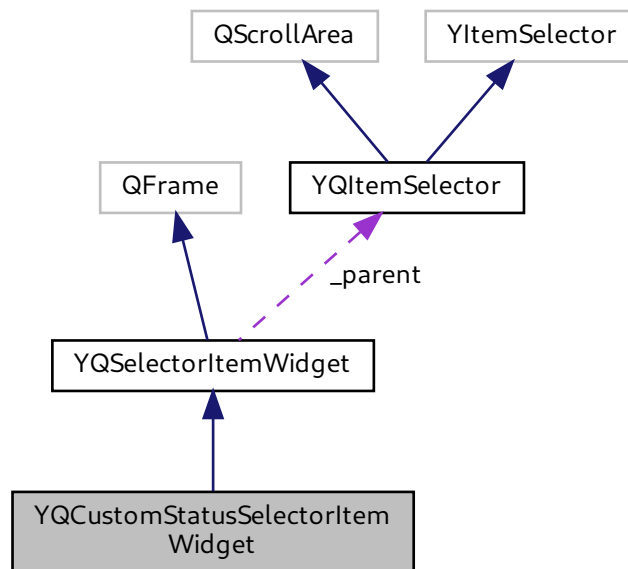 QScrollArea
YItemSelector
QFrame
YQItemSelector
_parent
YQSelectorItemWidget
YQCustomStatusSelectorItem
Widget